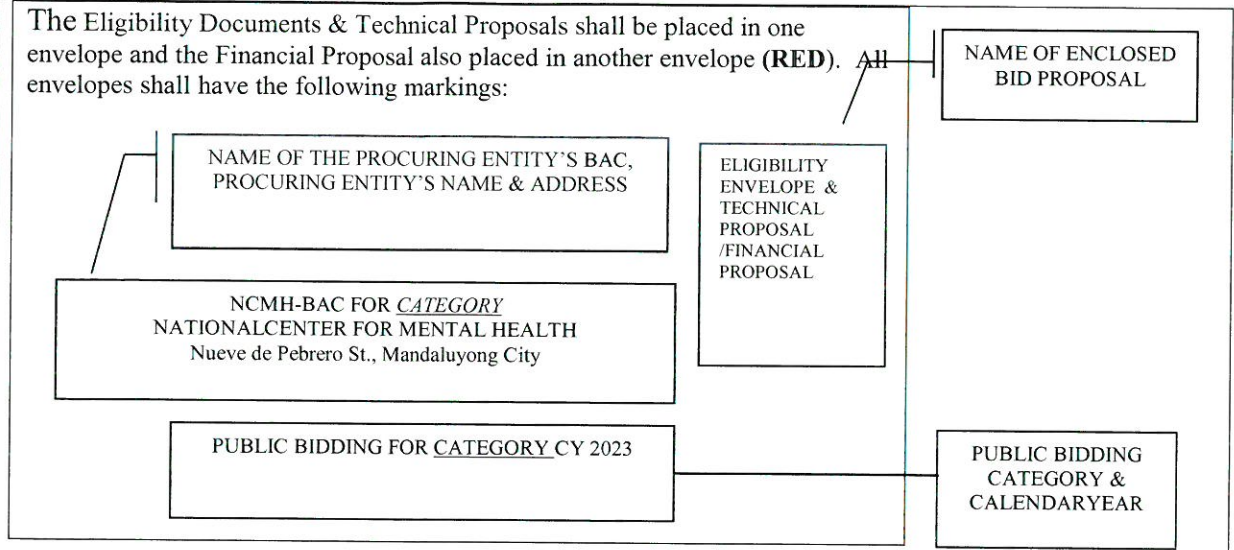 The Eligibility Documents & Technical Proposals shall be placed in one
envelope and the Financial Proposal also placed in another envelope (RED). All
envelopes shall have the following markings:
NAME OF ENCLOSED
BID PROPOSAL
NAME OF THE PROCURING ENTITY'S BAC,
PROCURING ENTITY'S NAME & ADDRESS
ELIGIBILITY
ENVELOPE &
TECHNICAL
PROPOSAL
/FINANCIAL
PROPOSAL
NCMH-BAC FOR CATEGORY
NATIONALCENTER FOR MENTAL HEALTH
Nueve de Pebrero St., Mandaluyong City
PUBLIC BIDDING FOR CATEGORY CY 2023
PUBLIC BIDDING
CATEGORY &
CALENDARYEAR